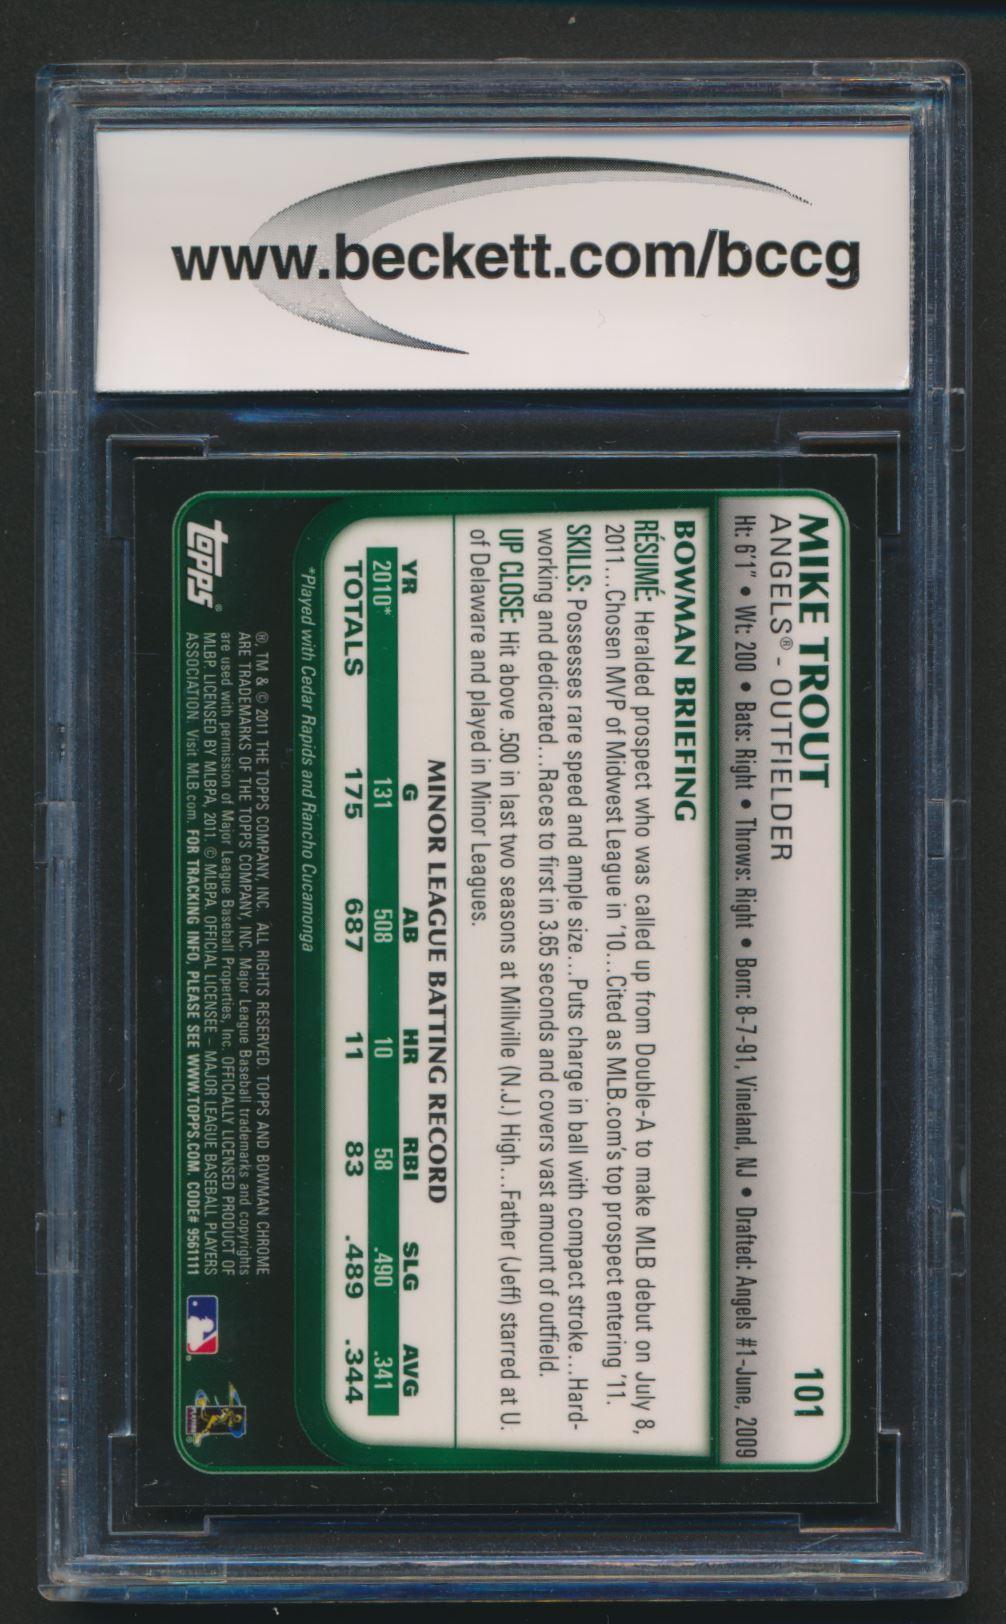 www.beckett.com/bccg
MIKE TROUT 101
ANGELS® - OUTFIELDER
Ht: 6'1" • Wt: 200 • Bats: Right • Throws: Right • Born: 8-7-91, Vineland, NJ • Drafted: Angels #1-June, 2009
BOWMAN BRIEFING
RÉSUMÉ: Heralded prospect who was called up from Double-A to make MLB debut on July 8,
2011...Chosen MVP of Midwest League in '10...Cited as MLB.com's top prospect entering '11.
SKILLS: Possesses rare speed and ample size...Puts charge in ball with compact stroke...Hard-
working and dedicated...Races to first in 3.65 seconds and covers vast amount of outfield.
UP CLOSE: Hit above .500 in last two seasons at Millville (N.J.) High...Father (Jeff) starred at U.
of Delaware and played in Minor Leagues.
MINOR LEAGUE BATTING RECORD
YR G AB HR RBI SLG AVG
2010* 131 508 10 58 .490 .341
TOTALS 175 687 11 83 .489 .344
*Played with Cedar Rapids and Rancho Cucamonga
®, TM & © 2011 THE TOPPS COMPANY, INC. ALL RIGHTS RESERVED. TOPPS AND BOWMAN CHROME
ARE TRADEMARKS OF THE TOPPS COMPANY, INC. Major League Baseball trademarks and copyrights
are used with permission of Major League Baseball Properties, Inc. OFFICIALLY LICENSED PRODUCT OF
MLBP. LICENSED BY MLBPA, 2011. © MLBPA. OFFICIAL LICENSEE – MAJOR LEAGUE BASEBALL PLAYERS
ASSOCIATION. Visit MLB.com. FOR TRACKING INFO, PLEASE SEE WWW.TOPPS.COM. CODE# 9561111
topps®